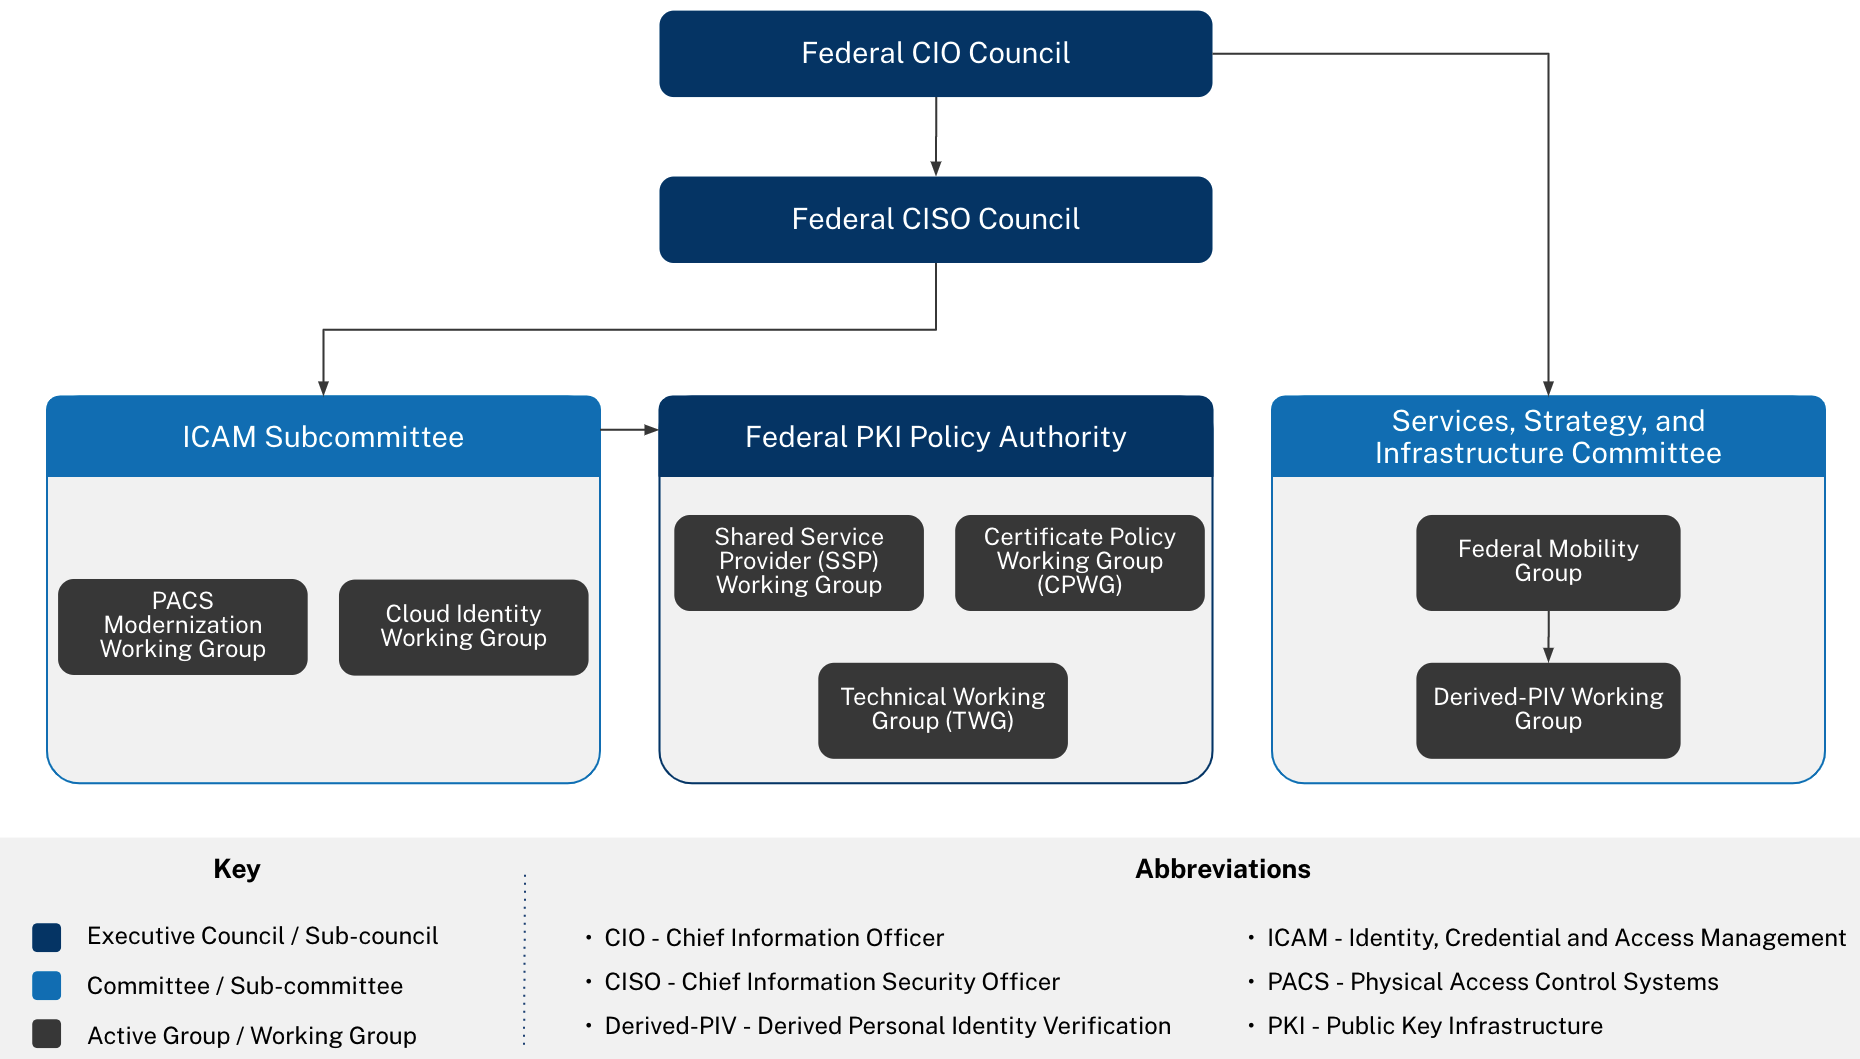 Federal CIO Council
Federal CISO Council
ICAM Subcommittee
PACS
Modernization
Working Group
Cloud Identity
Working Group
Federal PKI Policy Authority
Shared Service
Provider (SSP)
Working Group
Certificate Policy
Working Group
(CPWG)
Technical Working
Group (TWG)
Services, Strategy, and
Infrastructure Committee
Federal Mobility
Group
Derived-PIV Working
Group
Key
Executive Council / Sub-council
Committee / Sub-committee
Active Group / Working Group
Abbreviations
• CIO - Chief Information Officer
• CISO - Chief Information Security Officer
• Derived-PIV - Derived Personal Identity Verification
• ICAM - Identity, Credential and Access Management
• PACS - Physical Access Control Systems
• PKI - Public Key Infrastructure